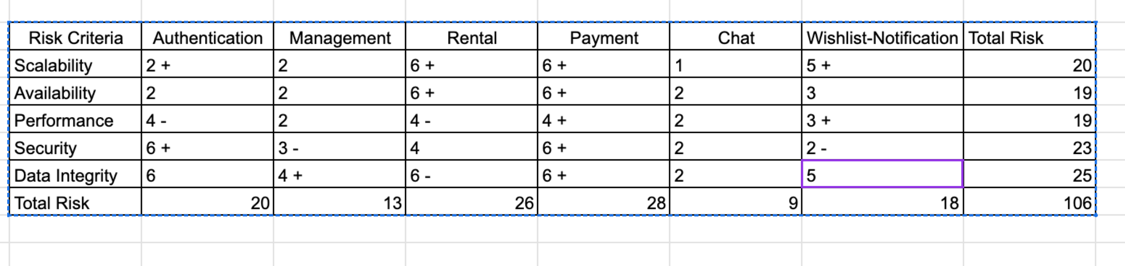 Risk Criteria Authentication Management Rental Payment Chat Wishlist-Notification Total Risk
Scalability 2 + 2 6 + 6 + 1 5 + 20
Availability 2 2 6 + 6 + 2 3 19
Performance 4 - 2 4 - 4 + 2 3 + 19
Security 6 + 3 - 4 6 + 2 2 - 23
Data Integrity 6 4 + 6 - 6 + 2 5 25
Total Risk 20 13 26 28 9 18 106